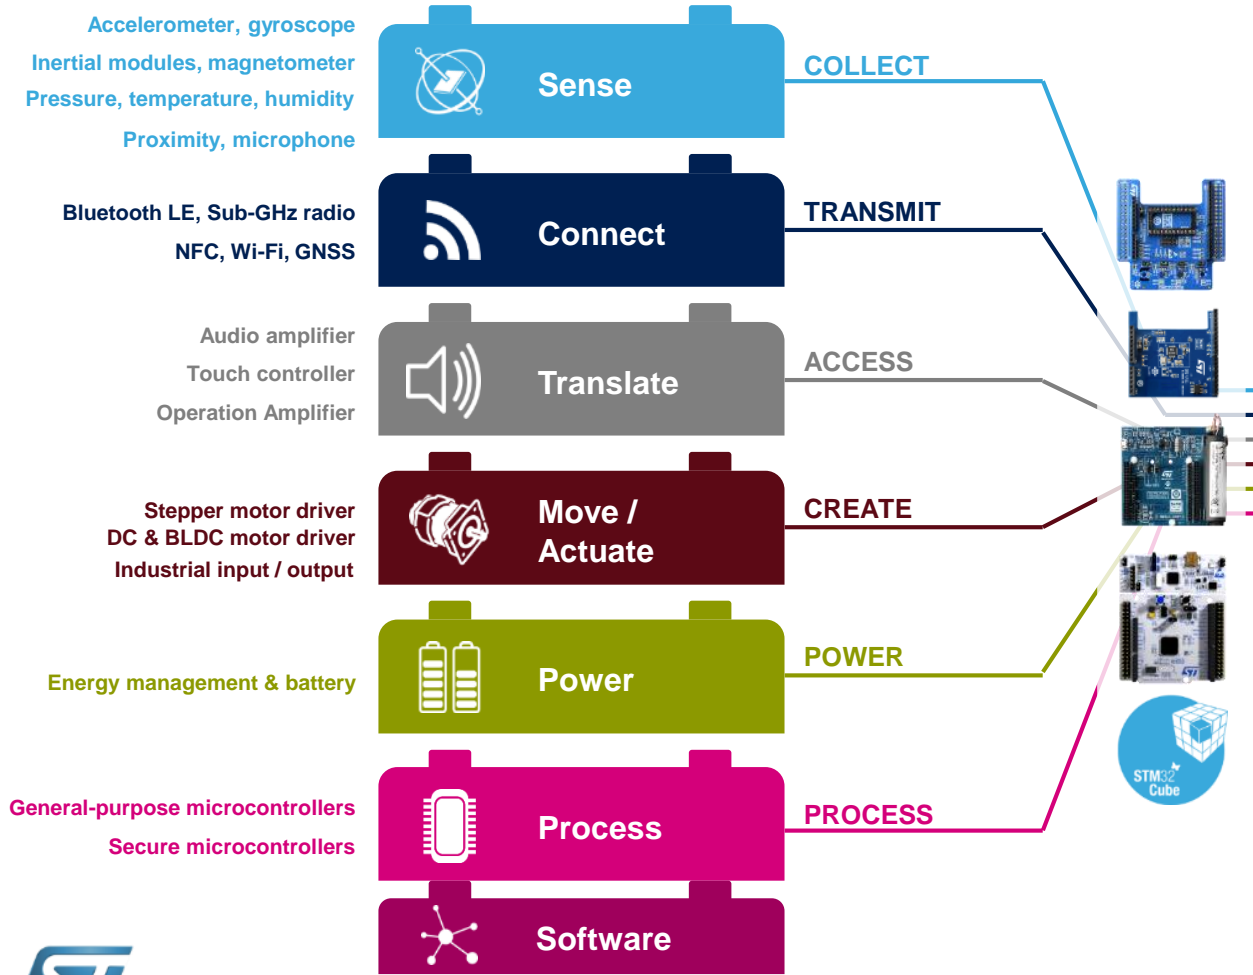 Accelerometer, gyroscope
Inertial modules, magnetometer
Pressure, temperature, humidity
Proximity, microphone
Sense
COLLECT
Bluetooth LE, Sub-GHz radio
NFC, Wi-Fi, GNSS
Connect
TRANSMIT
Audio amplifier
Touch controller
Operation Amplifier
Translate
ACCESS
Stepper motor driver
DC & BLDC motor driver
Industrial input / output
Move /
Actuate
CREATE
Energy management & battery
Power
POWER
General-purpose microcontrollers
Secure microcontrollers
Process
PROCESS
STM32
Cube
Software